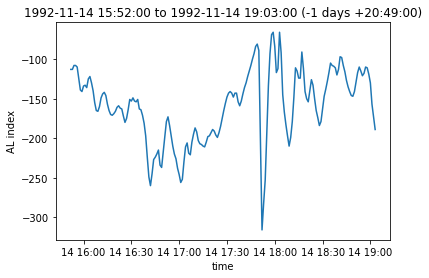 1992-11-14 15:52:00 to 1992-11-14 19:03:00 (-1 days +20:49:00)
−100
−150
−200
−250
−300
AL index
14 16:00 14 16:30 14 17:00 14 17:30 14 18:00 14 18:30 14 19:00
time